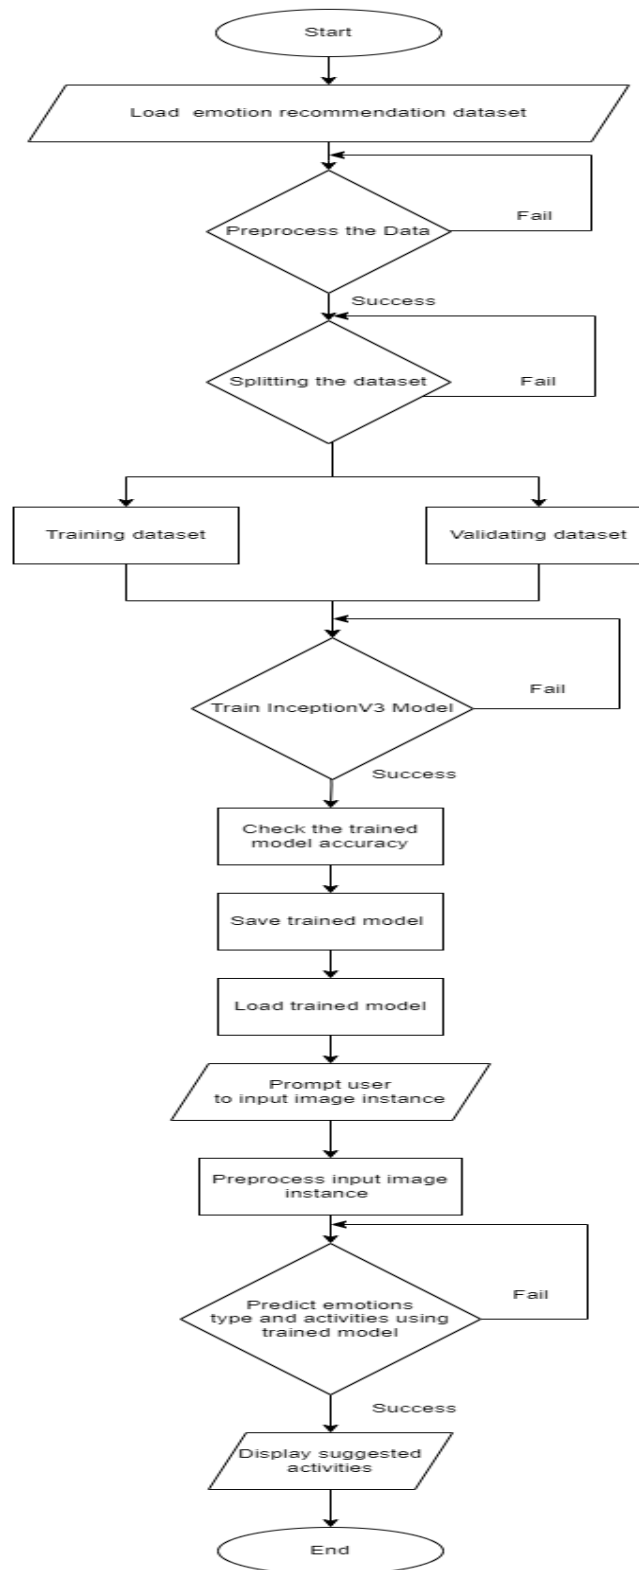 Start
Load emotion recommendation dataset
Preprocess the Data
Fail
Success
Splitting the dataset
Fail
Training dataset
Validating dataset
Train InceptionV3 Model
Fail
Success
Check the trained
model accuracy
Save trained model
Load trained model
Prompt user
to input image instance
Preprocess input image
instance
Predict emotions
type and activities using
trained model
Fail
Success
Display suggested
activities
End